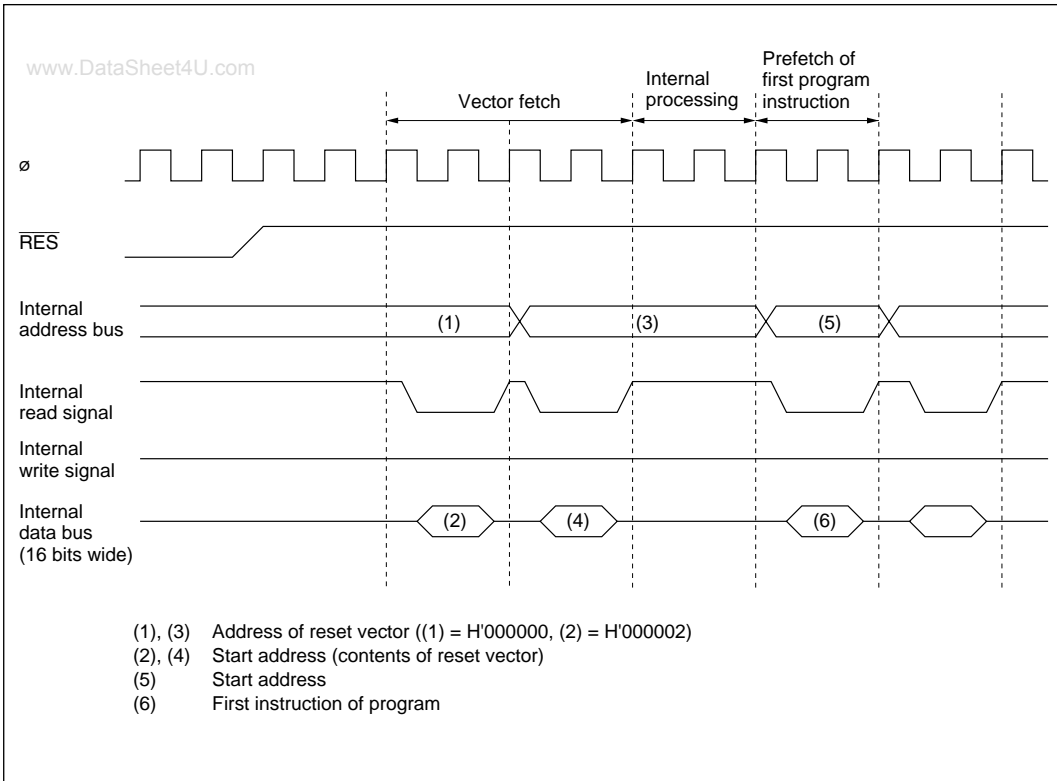 www.DataSheet4U.com
Vector fetch
Internal
processing
Prefetch of
first program
instruction
ø
RES
Internal
address bus
(1)
(3)
(5)
Internal
read signal
Internal
write signal
Internal
data bus
(16 bits wide)
(2)
(4)
(6)
(1), (3) Address of reset vector ((1) = H'000000, (2) = H'000002)
(2), (4) Start address (contents of reset vector)
(5) Start address
(6) First instruction of program